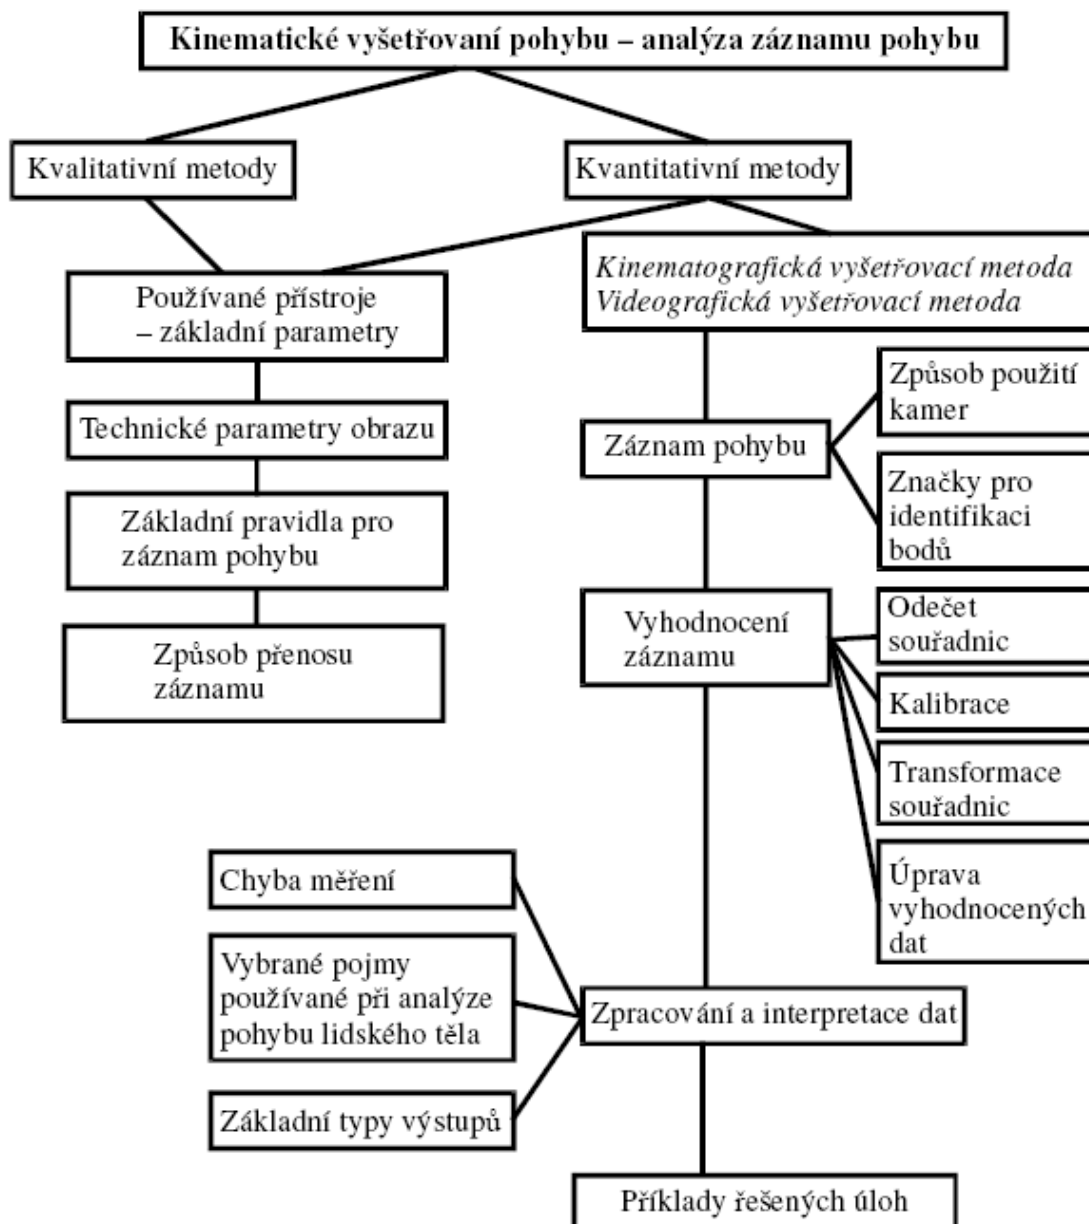 Kinematické vyšetřovaní pohybu – analýza záznamu pohybu
Kvalitativní metody
Kvantitativní metody
Používané přístroje
– základní parametry
Kinematografická vyšetřovací metoda
Videografická vyšetřovací metoda
Technické parametry obrazu
Základní pravidla pro
záznam pohybu
Způsob přenosu
záznamu
Záznam pohybu
Způsob použití
kamer
Značky pro
identifikaci
bodů
Vyhodnocení
záznamu
Odečet
souřadnic
Kalibrace
Transformace
souřadnic
Úprava
vyhodnocených
dat
Chyba měření
Vybrané pojmy
používané při analýze
pohybu lidského těla
Základní typy výstupů
Zpracování a interpretace dat
Příklady řešených úloh